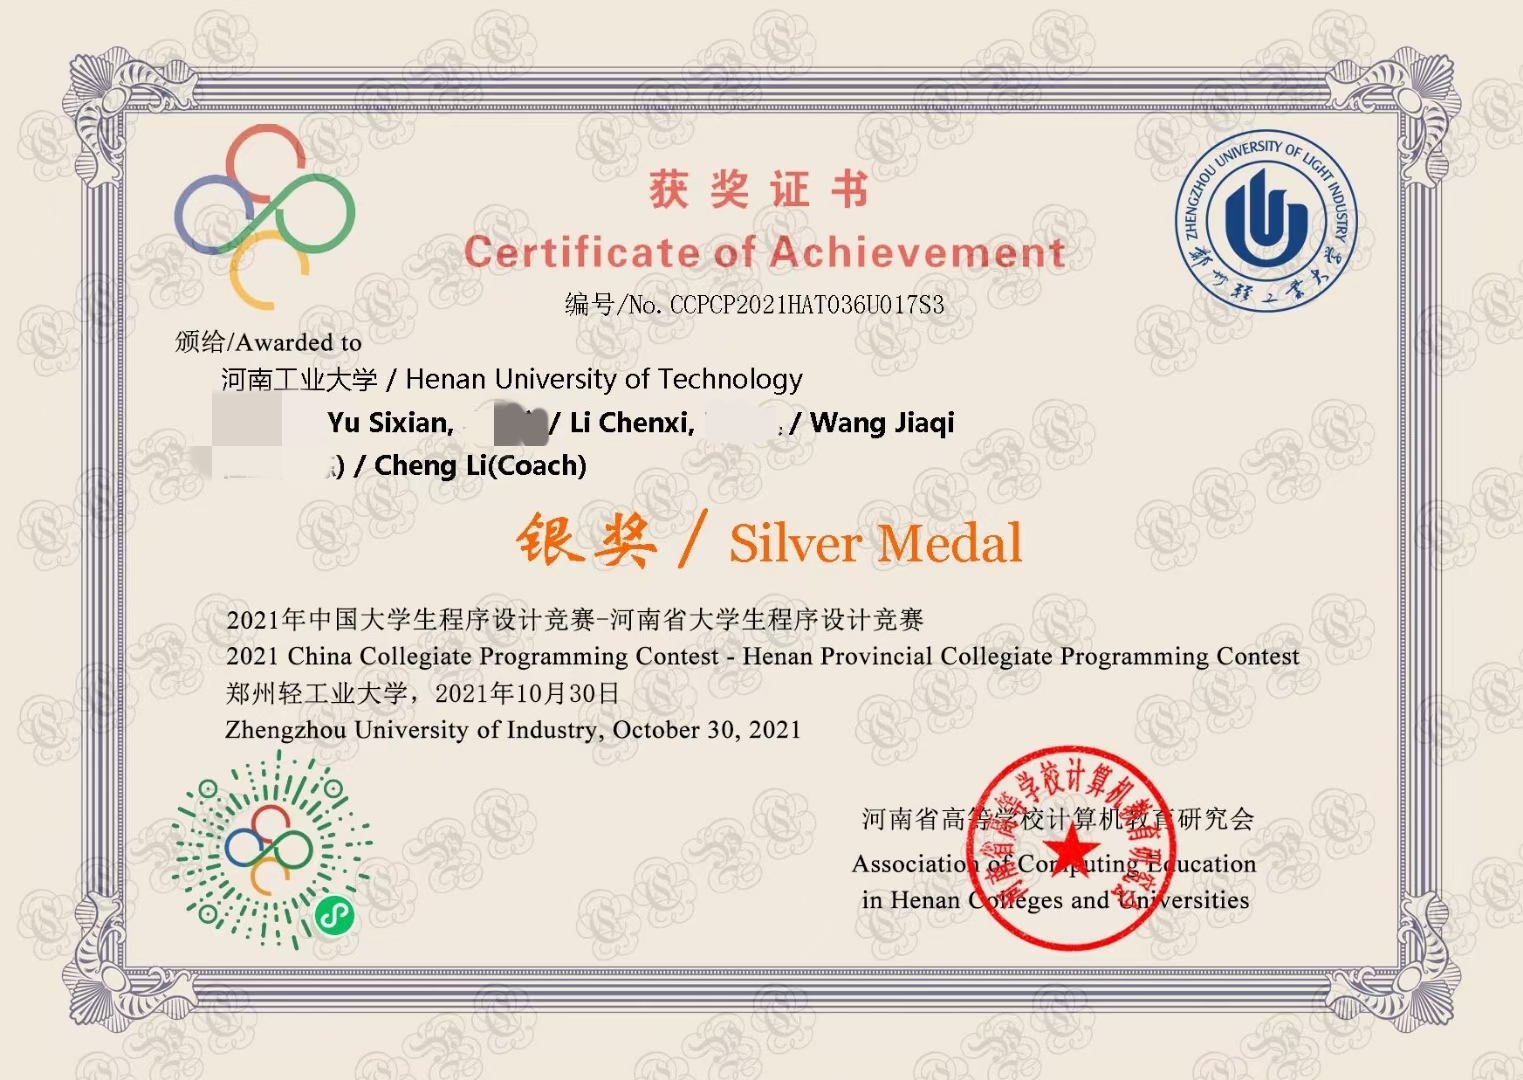 获奖证书
Certificate of Achievement
编号/No. CCPCP2021HAT036U017S3
ZHENGZHOU UNIVERSITY OF LIGHT INDUSTRY
郑州轻工业大学
颁给/Awarded to
河南工业大学 / Henan University of Technology
Yu Sixian, / Li Chenxi, / Wang Jiaqi
) / Cheng Li(Coach)
银奖 / Silver Medal
2021年中国大学生程序设计竞赛-河南省大学生程序设计竞赛
2021 China Collegiate Programming Contest - Henan Provincial Collegiate Programming Contest
郑州轻工业大学，2021年10月30日
Zhengzhou University of Industry, October 30, 2021
河南省高等学校计算机教育研究会
Association of Computing Education
in Henan Colleges and Universities
河南省高等学校计算机教育研究会